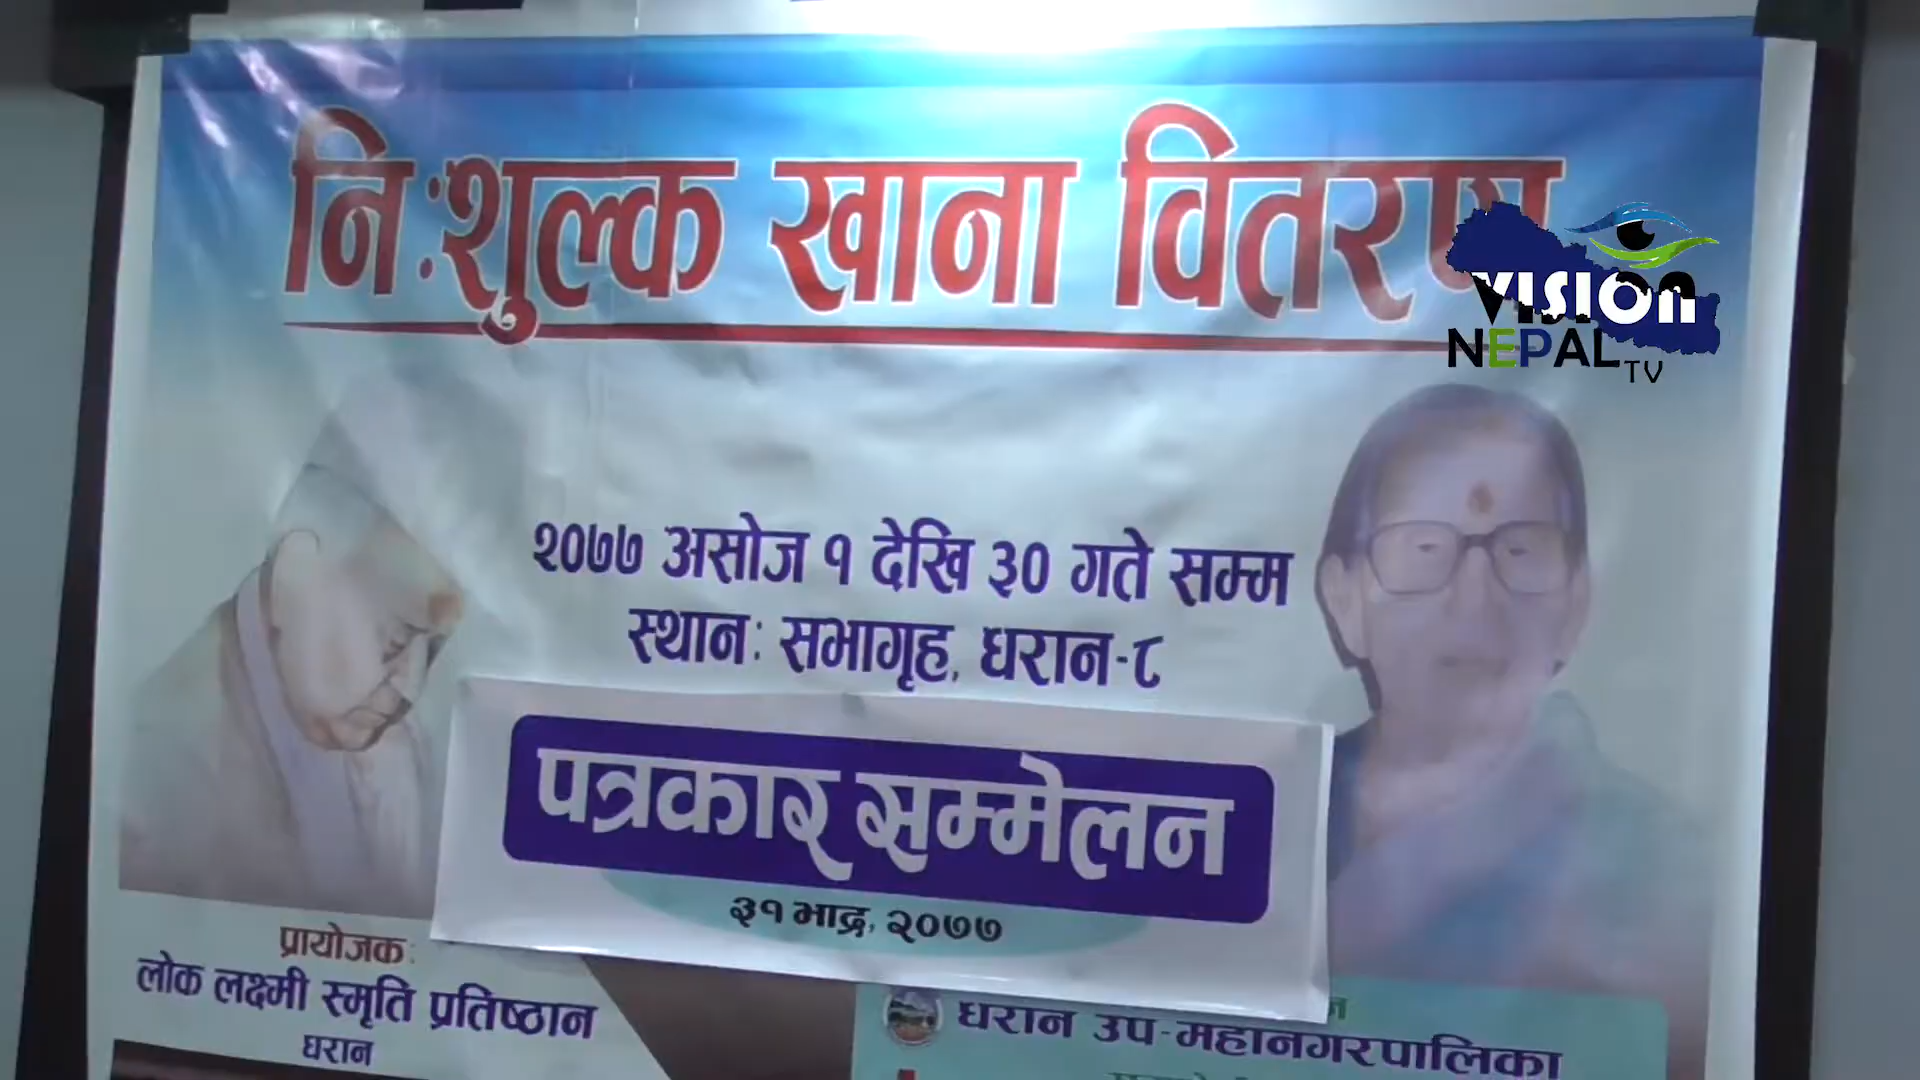 नि:शुल्क खाना वितरण
VISION
NEPAL TV
२०७७ असोज १ देखि ३० गते सम्म
स्थान: सभागृह, धरान-८
पत्रकार सम्मेलन
३१ भाद्र, २०७७
प्रायोजक:
लोक लक्ष्मी स्मृति प्रतिष्ठान
धरान
धरान उप-महानगरपालिका